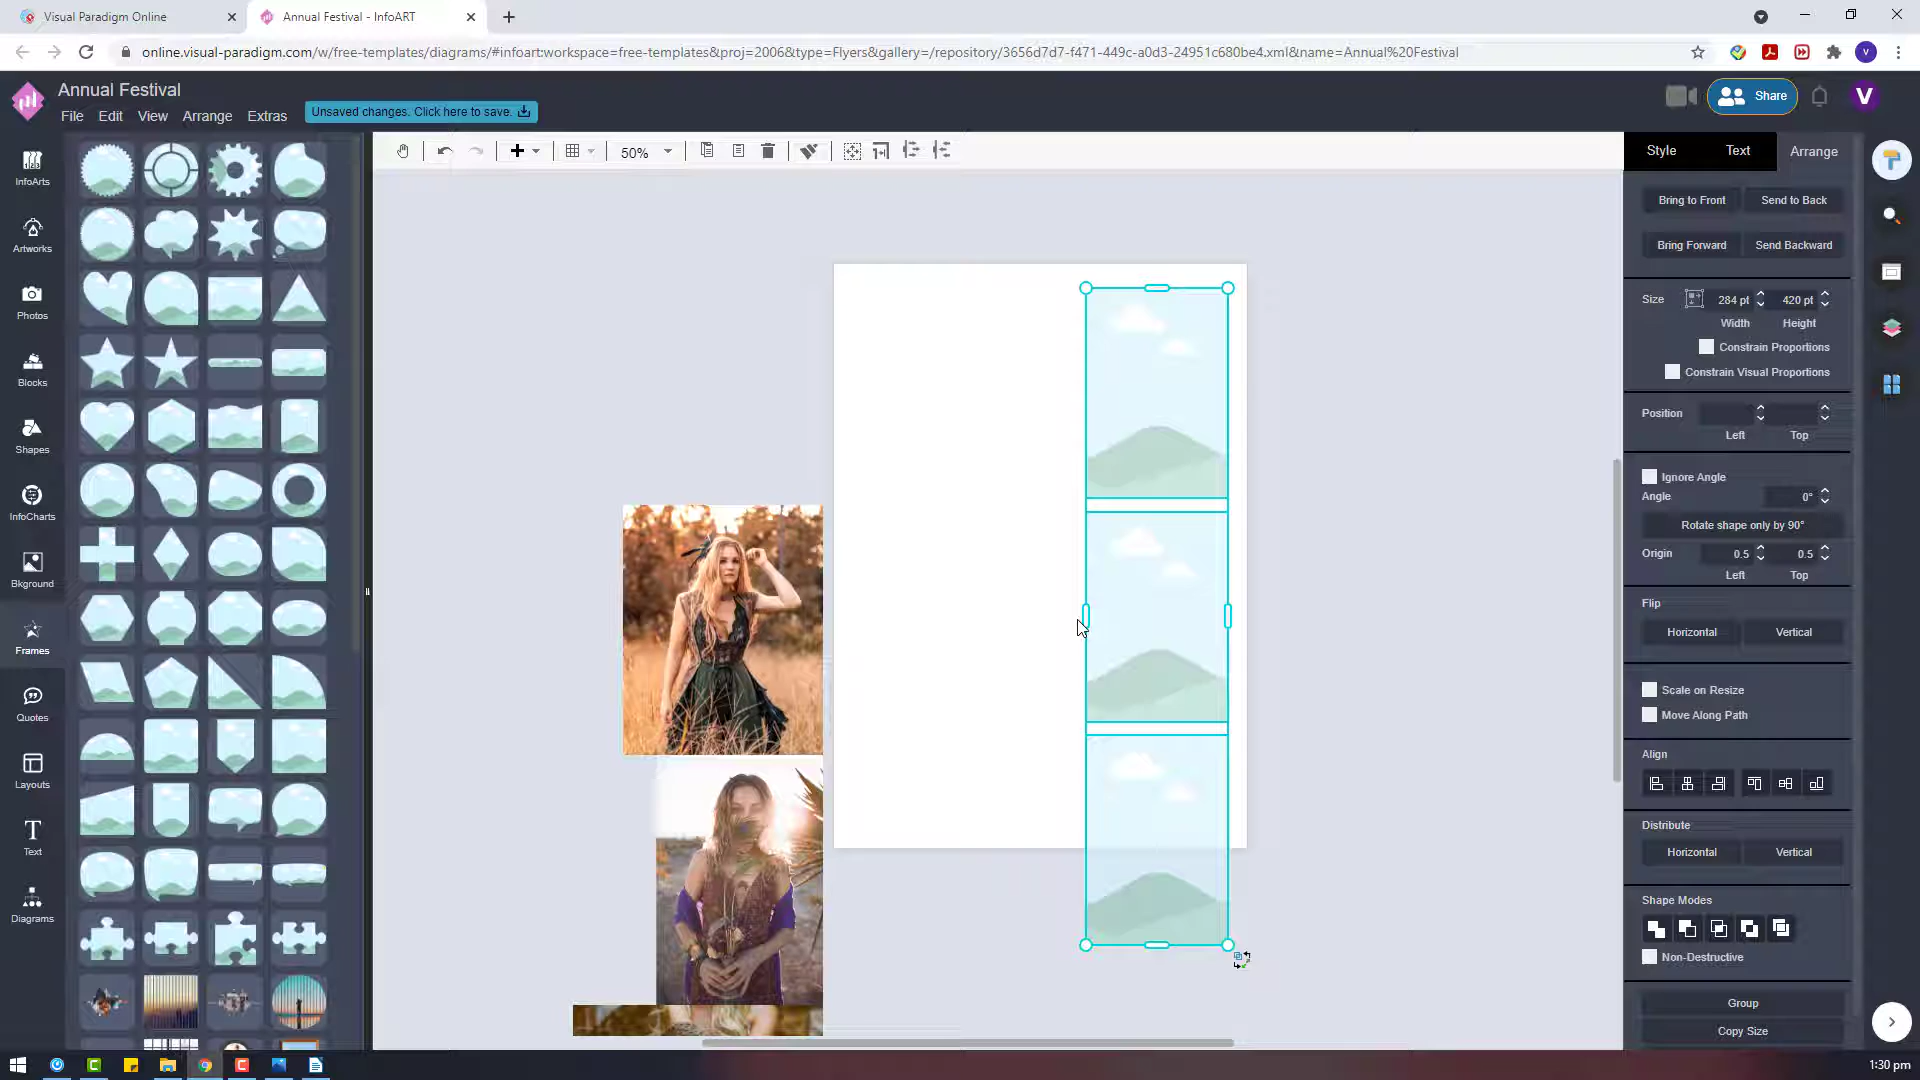 Visual Paradigm Online
Annual Festival - InfoART
online.visual-paradigm.com/w/free-templates/diagrams/#infoart:workspace=free-templates&proj=2006&type=Flyers&gallery=/repository/3656d7d7-f471-449c-a0d3-24951c680be4.xml&name=Annual%20Festival
V
Annual Festival
File Edit View Arrange Extras
Unsaved changes. Click here to save.
Share
V
50%
InfoArts
Artworks
Photos
Blocks
Shapes
InfoCharts
Bkground
Frames
Quotes
Layouts
Text
Diagrams
Style Text Arrange
Bring to Front Send to Back
Bring Forward Send Backward
Size 284 pt 420 pt
Width Height
Constrain Proportions
Constrain Visual Proportions
Position
Left Top
Ignore Angle
Angle 0°
Rotate shape only by 90°
Origin 0.5 0.5
Left Top
Flip
Horizontal Vertical
Scale on Resize
Move Along Path
Align
Distribute
Horizontal Vertical
Shape Modes
Non-Destructive
Group
Copy Size
1:30 pm